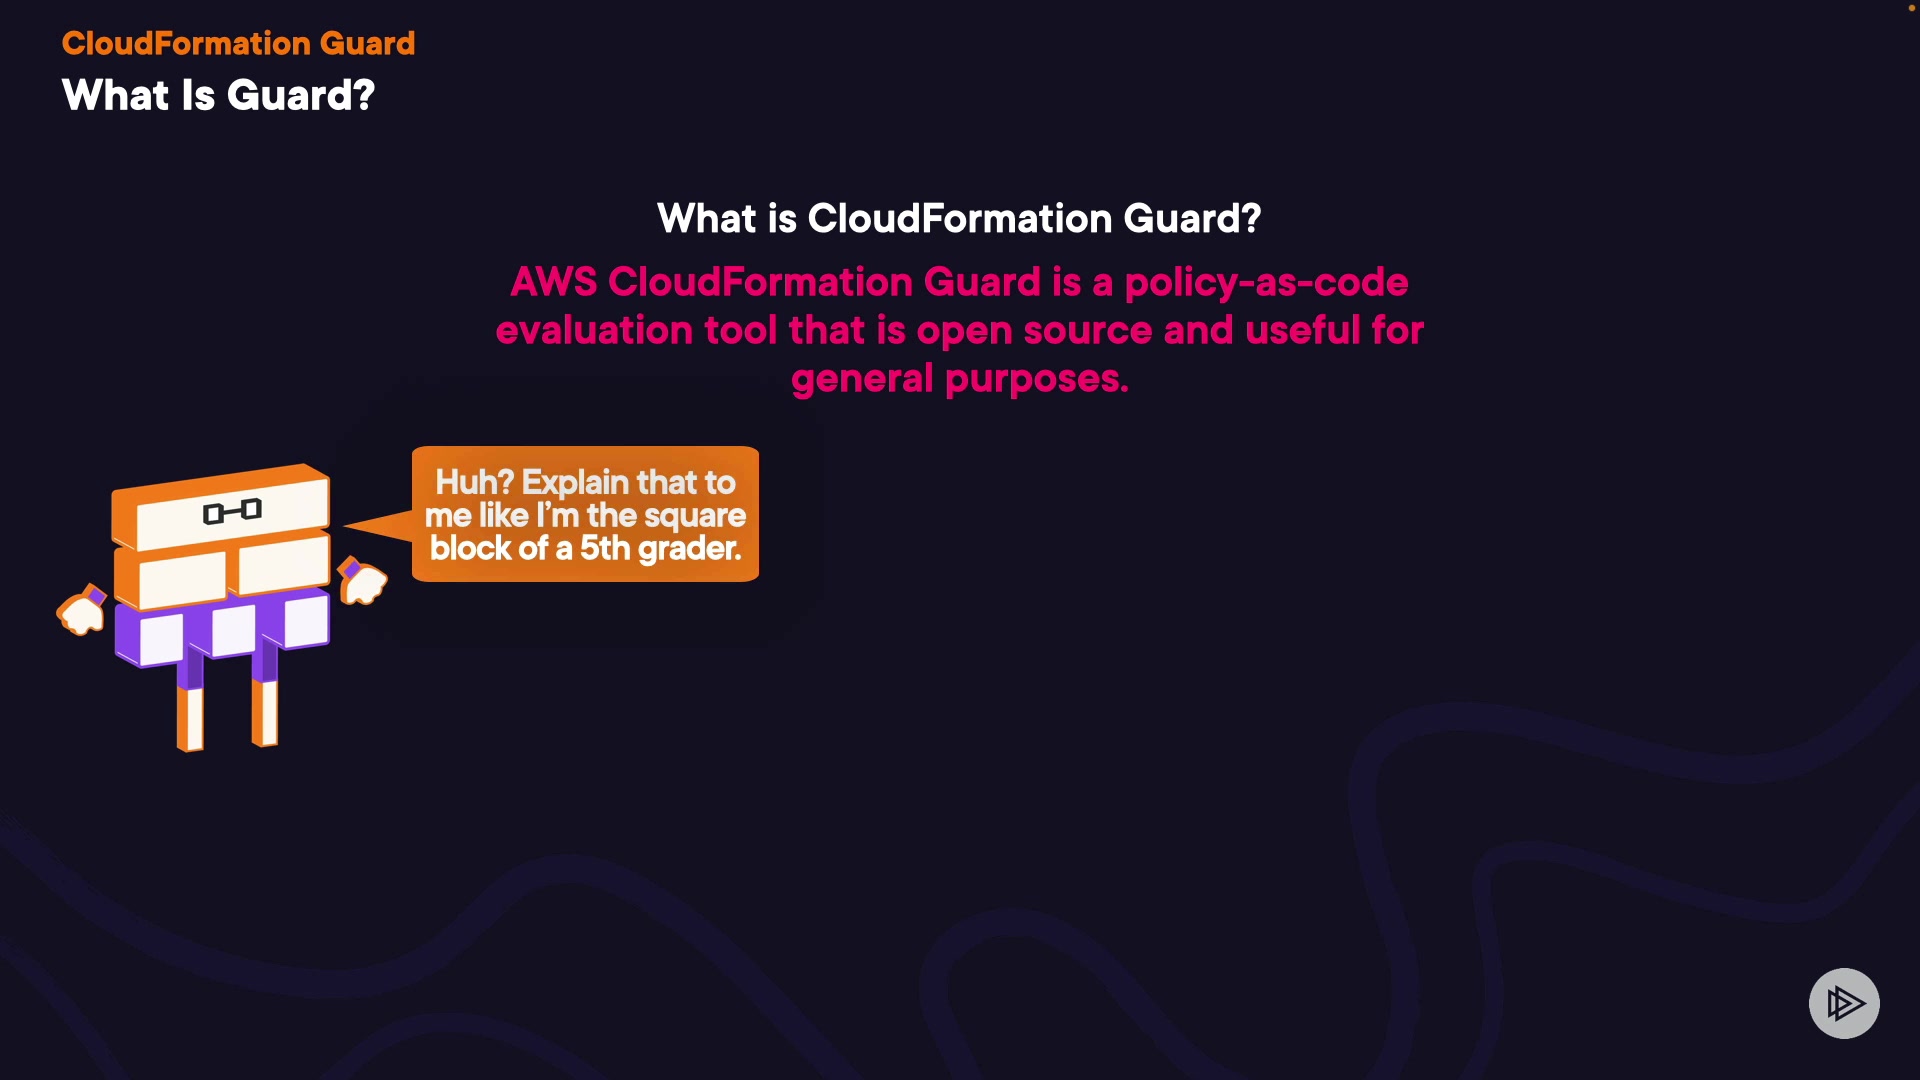 CloudFormation Guard
What Is Guard?
What is CloudFormation Guard?
AWS CloudFormation Guard is a policy-as-code
evaluation tool that is open source and useful for
general purposes.
Huh? Explain that to
me like I’m the square
block of a 5th grader.